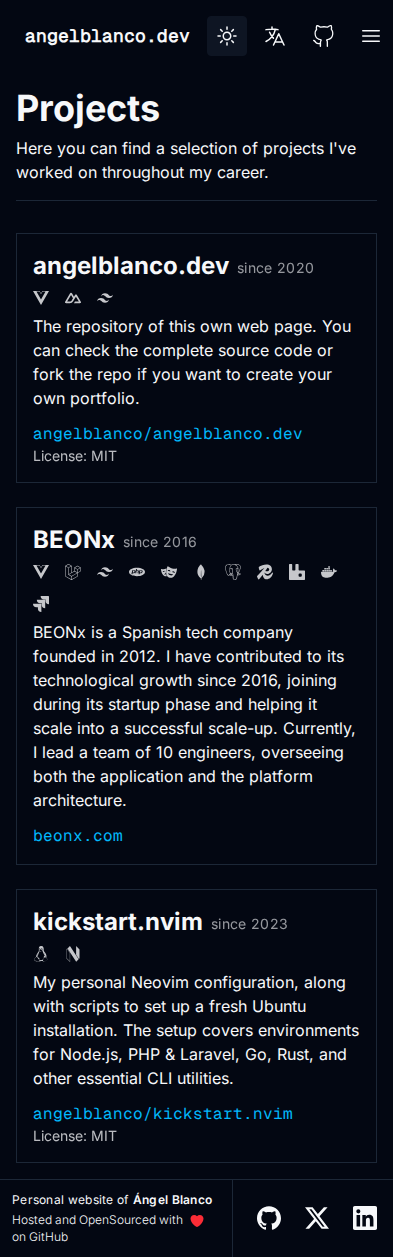 angelblanco.dev
Projects
Here you can find a selection of projects I've
worked on throughout my career.
angelblanco.dev since 2020
The repository of this own web page. You
can check the complete source code or
fork the repo if you want to create your
own portfolio.
angelblanco/angelblanco.dev
License: MIT
BEONx since 2016
php
BEONx is a Spanish tech company
founded in 2012. I have contributed to its
technological growth since 2016, joining
during its startup phase and helping it
scale into a successful scale-up. Currently,
I lead a team of 10 engineers, overseeing
both the application and the platform
architecture.
beonx.com
kickstart.nvim since 2023
My personal Neovim configuration, along
with scripts to set up a fresh Ubuntu
installation. The setup covers environments
for Node.js, PHP & Laravel, Go, Rust, and
other essential CLI utilities.
angelblanco/kickstart.nvim
License: MIT
Personal website of Ángel Blanco
Hosted and OpenSourced with ❤️
on GitHub